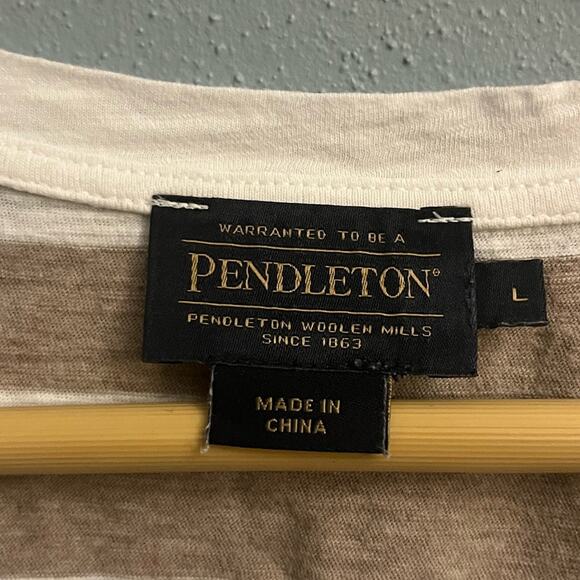 WARRANTED TO BE A
PENDLETON®
PENDLETON WOOLEN MILLS
SINCE 1863
L
MADE IN
CHINA